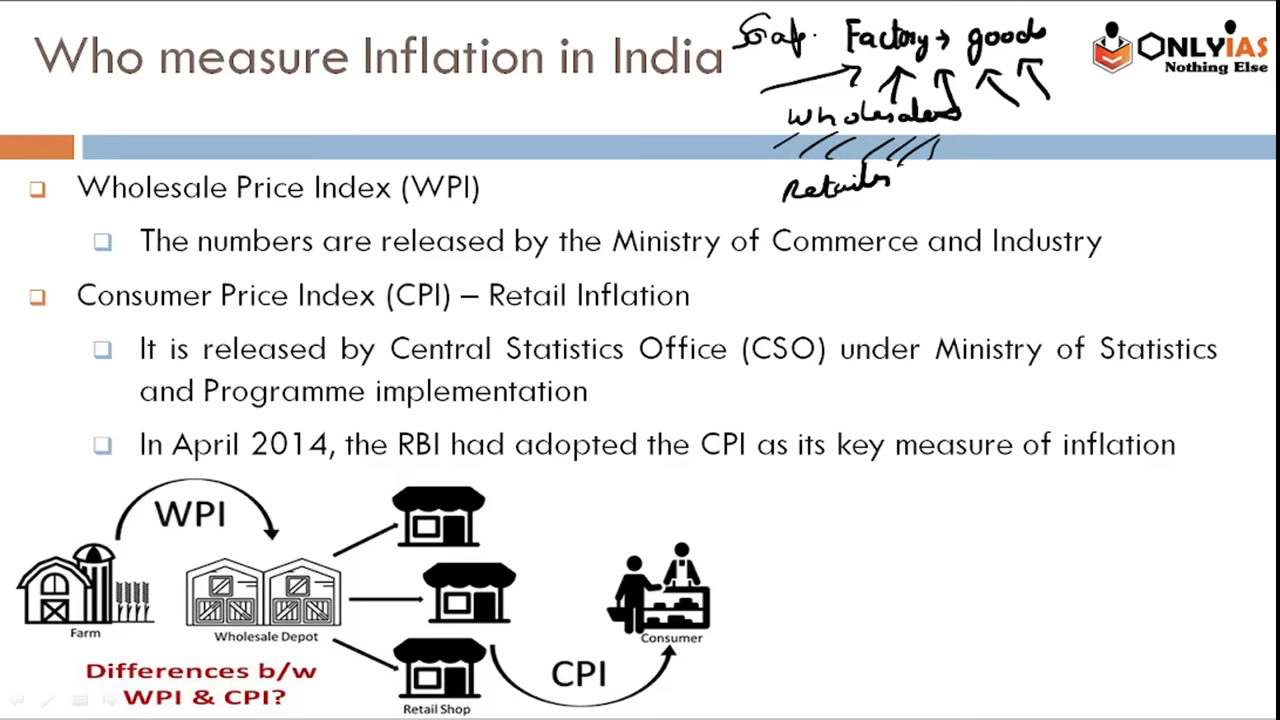 Who measure Inflation in India
Factory → goods
wholesalers
Retailers
ONLYIAS
Nothing Else
❑ Wholesale Price Index (WPI)
❑ The numbers are released by the Ministry of Commerce and Industry
❑ Consumer Price Index (CPI) – Retail Inflation
❑ It is released by Central Statistics Office (CSO) under Ministry of Statistics
and Programme implementation
❑ In April 2014, the RBI had adopted the CPI as its key measure of inflation
WPI
Farm
Wholesale Depot
Retail Shop
CPI
Consumer
Differences b/w
WPI & CPI?